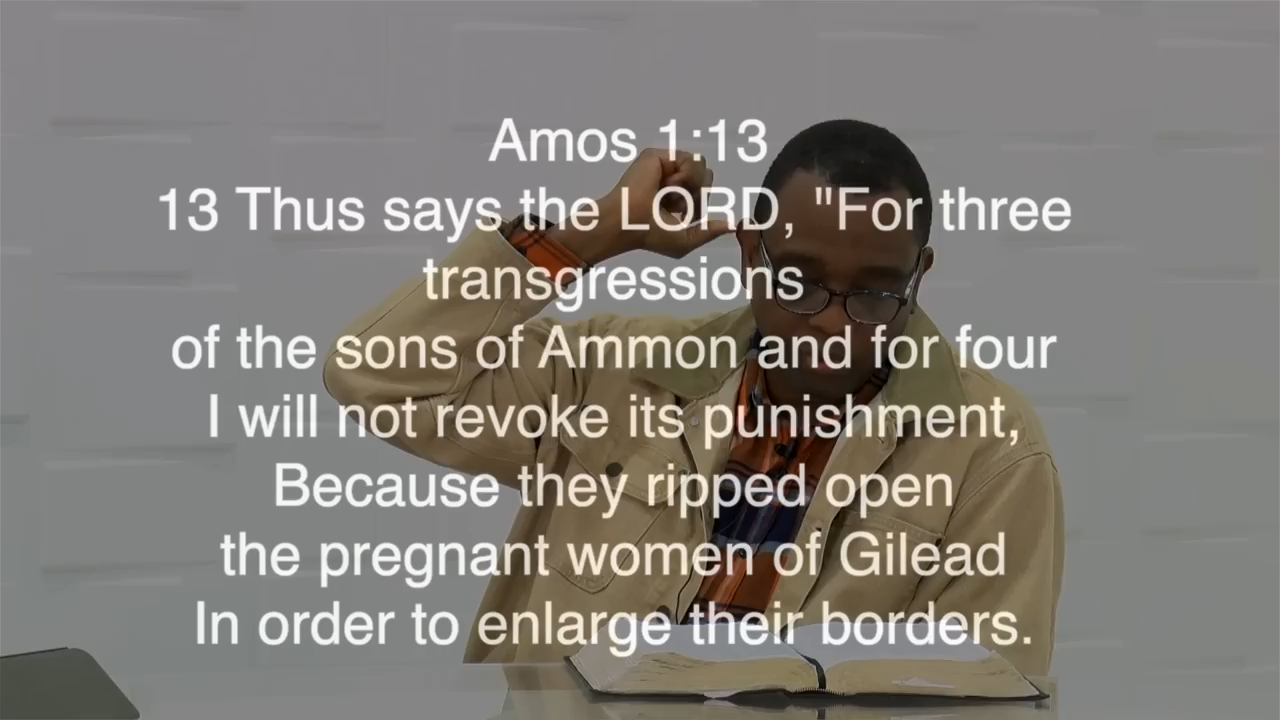 Amos 1:13
13 Thus says the LORD, "For three
transgressions
of the sons of Ammon and for four
I will not revoke its punishment,
Because they ripped open
the pregnant women of Gilead
In order to enlarge their borders.